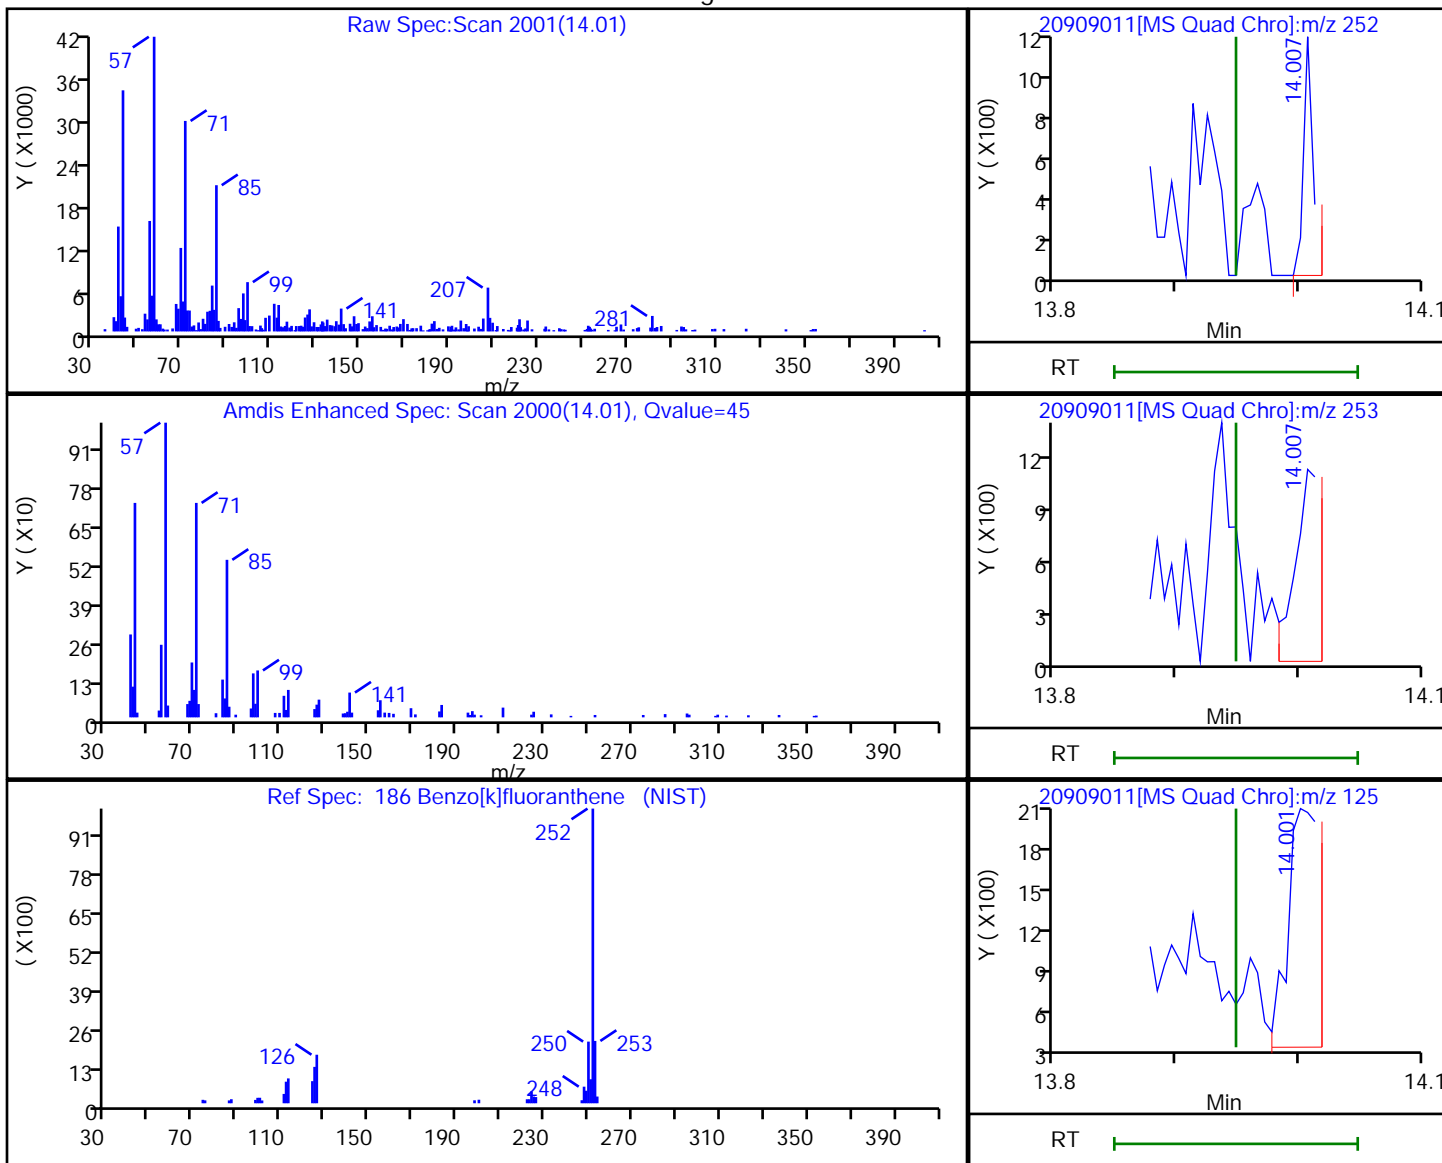 Raw Spec:Scan 2001(14.01)
Y ( X1000)
42
36
30
24
18
12
6
0
57
71
85
99
141
207
281
30 70 110 150 190 230 270 310 350 390
m/z
20909011[MS Quad Chro]:m/z 252
Y ( X100)
12
10
8
6
4
2
0
14.007
13.8 14.1
Min
RT
Amdis Enhanced Spec: Scan 2000(14.01), Qvalue=45
Y ( X10)
91
78
65
52
39
26
13
0
57
71
85
99
141
30 70 110 150 190 230 270 310 350 390
m/z
20909011[MS Quad Chro]:m/z 253
Y ( X100)
12
9
6
3
0
14.007
13.8 14.1
Min
RT
Ref Spec: 186 Benzo[k]fluoranthene (NIST)
( X100)
91
78
65
52
39
26
13
0
252
250 253
126
248
30 70 110 150 190 230 270 310 350 390
20909011[MS Quad Chro]:m/z 125
Y ( X100)
21
18
15
12
9
6
3
14.001
13.8 14.1
Min
RT